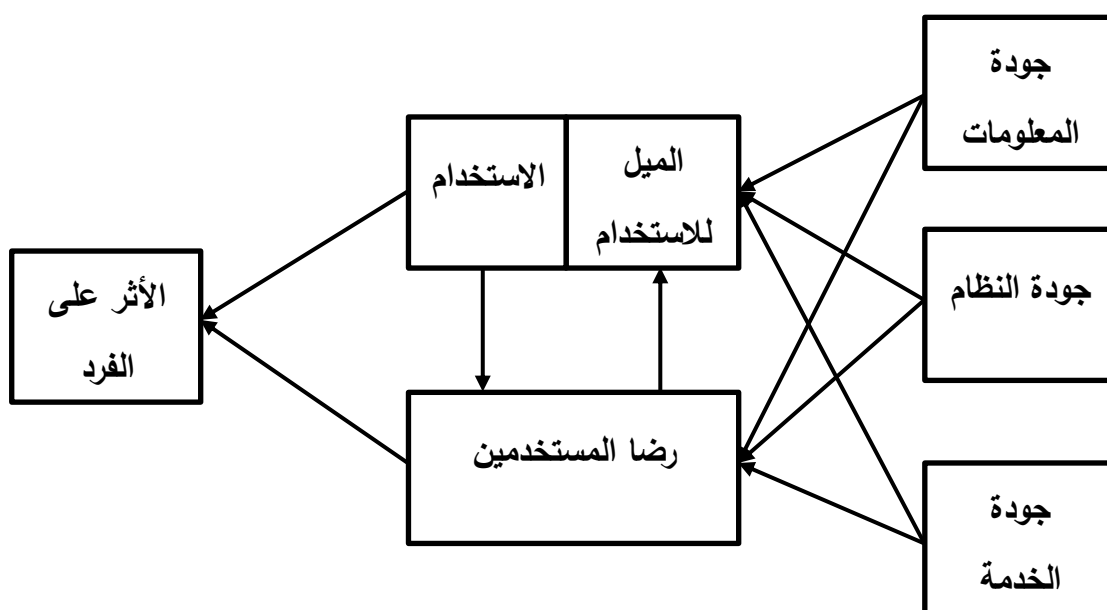 جودة
المعلومات
الميل
للاستخدام
الاستخدام
جودة النظام
الأثر على
الفرد
رضا المستخدمين
جودة
الخدمة